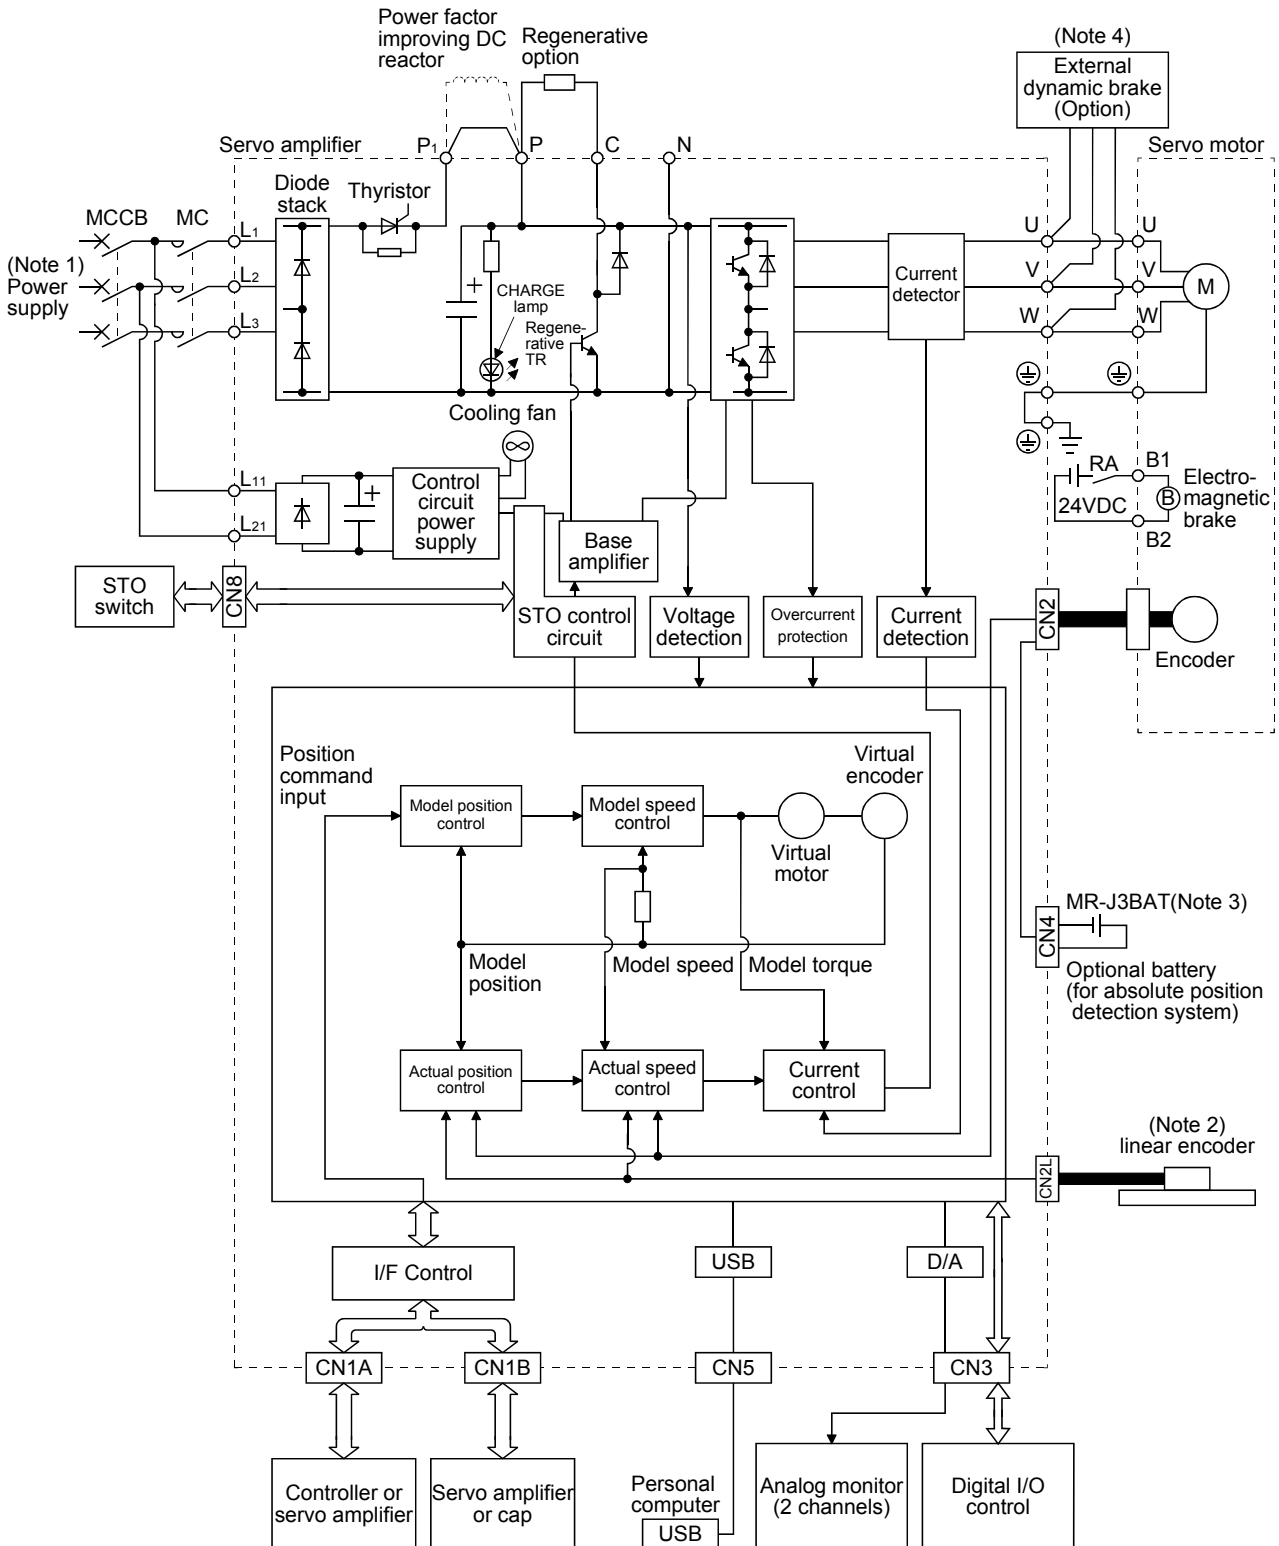 Power factor
improving DC
reactor
Regenerative
option
(Note 4)
External
dynamic brake
(Option)
Servo amplifier
P1
P
C
N
Servo motor
Diode
stack
Thyristor
MCCB
MC
L1
U
U
(Note 1)
Power
supply
L2
V
V
Current
detector
M
CHARGE
lamp
L3
W
W
Regene-
rative
TR
+
Cooling fan
L11
+
Control
circuit
power
supply
RA
B1
24VDC
B
Electro-
magnetic
brake
B2
L21
Base
amplifier
STO
switch
CN8
STO control
circuit
Voltage
detection
Overcurrent
protection
Current
detection
CN2
Encoder
Position
command
input
Virtual
encoder
Model position
control
Model speed
control
Virtual
motor
CN4
MR-J3BAT(Note 3)
Optional battery
(for absolute position
detection system)
Model
position
Model speed
Model torque
Actual position
control
Actual speed
control
Current
control
(Note 2)
linear encoder
CN2L
I/F Control
USB
D/A
CN1A
CN1B
CN5
CN3
Controller or
servo amplifier
Servo amplifier
or cap
Personal
computer
USB
Analog monitor
(2 channels)
Digital I/O
control